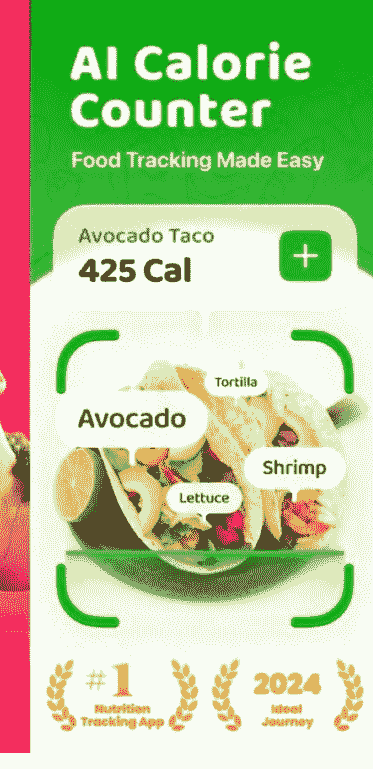 AI Calorie
Counter
Food Tracking Made Easy
Avocado Taco
425 Cal
Tortilla
Avocado
Shrimp
Lettuce
#1
Nutrition
Tracking App
2024
Ideal
Journey